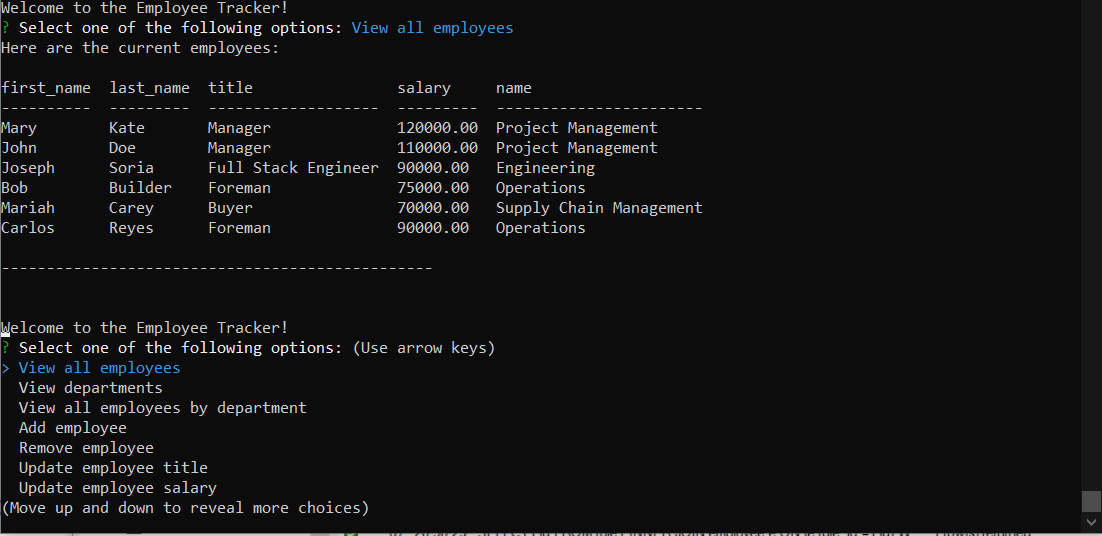 Welcome to the Employee Tracker!
? Select one of the following options: View all employees
Here are the current employees:
first_name  last_name  title                salary     name
----------  ---------  -------------------  ---------  -----------------------
Mary        Kate       Manager              120000.00  Project Management
John        Doe        Manager              110000.00  Project Management
Joseph      Soria      Full Stack Engineer  90000.00   Engineering
Bob         Builder    Foreman              75000.00   Operations
Mariah      Carey      Buyer                70000.00   Supply Chain Management
Carlos      Reyes      Foreman              90000.00   Operations
------------------------------------------------
Welcome to the Employee Tracker!
? Select one of the following options: (Use arrow keys)
> View all employees
  View departments
  View all employees by department
  Add employee
  Remove employee
  Update employee title
  Update employee salary
(Move up and down to reveal more choices)